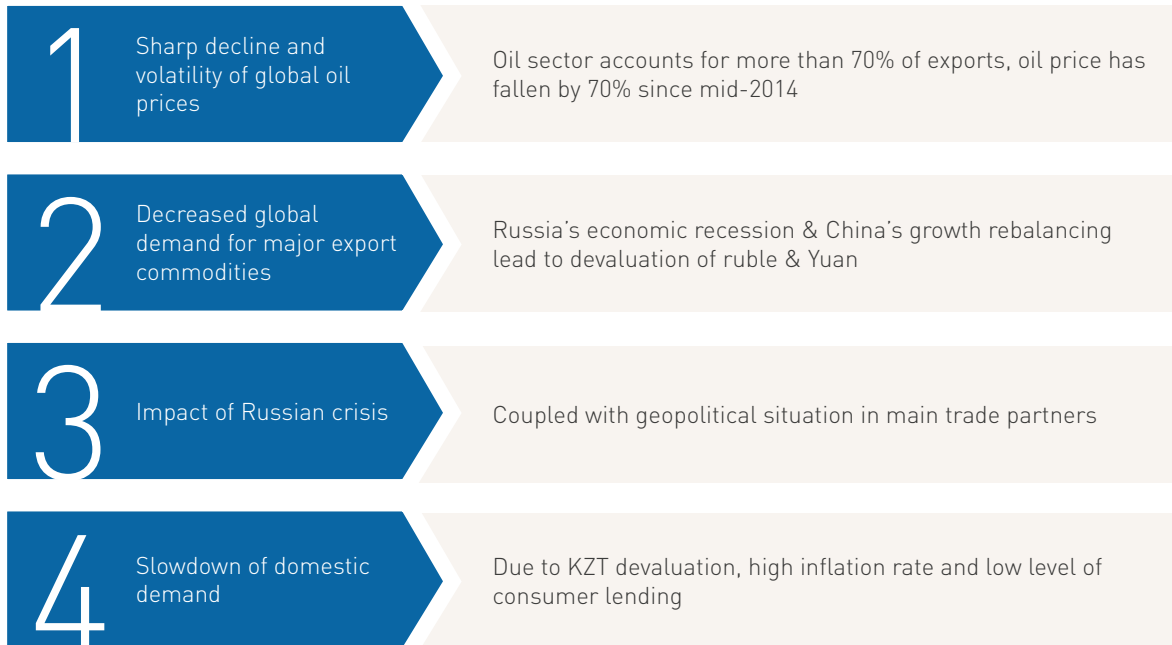 1
Sharp decline and
volatility of global oil
prices
Oil sector accounts for more than 70% of exports, oil price has
fallen by 70% since mid-2014
2
Decreased global
demand for major export
commodities
Russia’s economic recession & China’s growth rebalancing
lead to devaluation of ruble & Yuan
3
Impact of Russian crisis
Coupled with geopolitical situation in main trade partners
4
Slowdown of domestic
demand
Due to KZT devaluation, high inflation rate and low level of
consumer lending